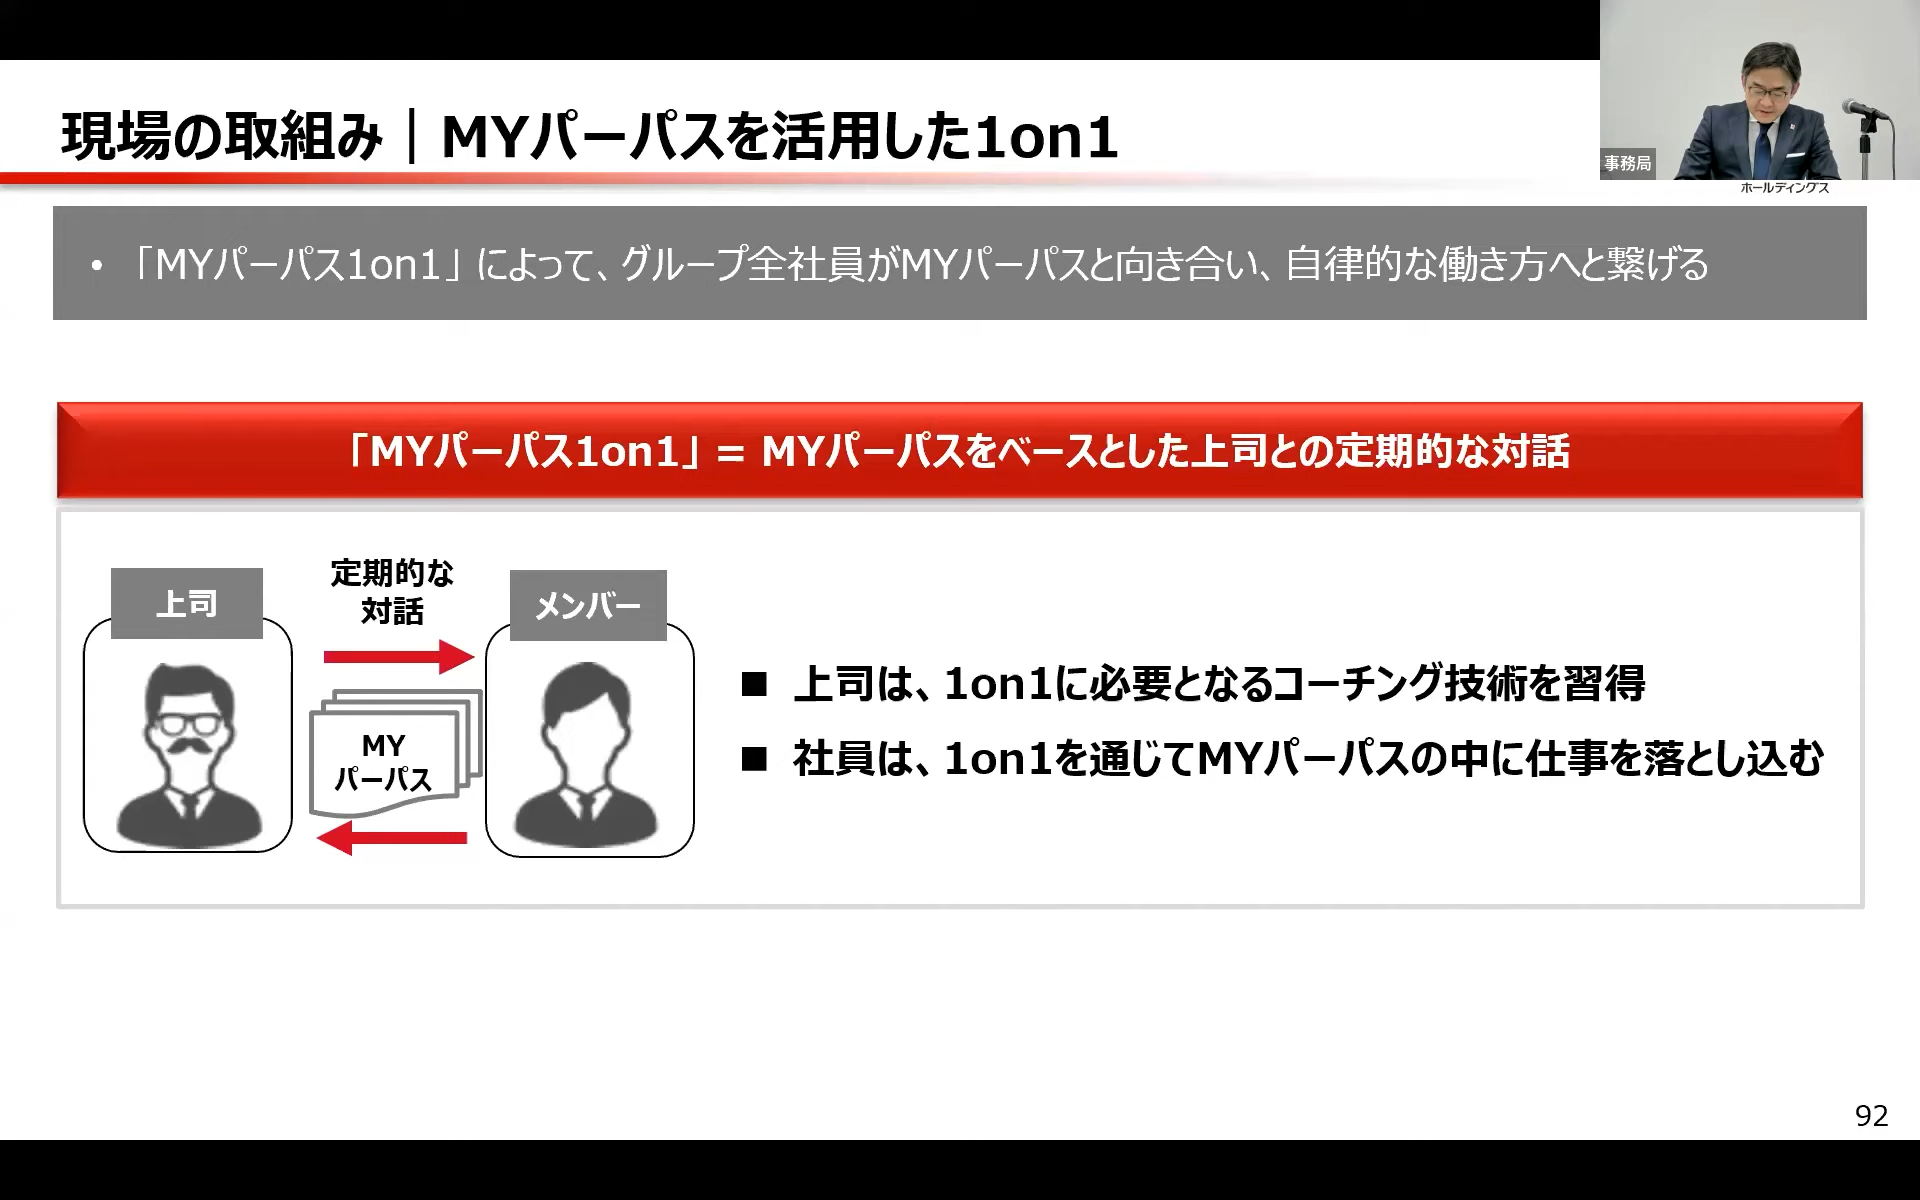 現場の取組み｜MYパーパスを活用した1on1
事務局
ホールディングス
• 「MYパーパス1on1」によって、グループ全社員がMYパーパスと向き合い、自律的な働き方へと繋げる
「MYパーパス1on1」= MYパーパスをベースとした上司との定期的な対話
上司
定期的な
対話
メンバー
MY
パーパス
■ 上司は、1on1に必要となるコーチング技術を習得
■ 社員は、1on1を通じてMYパーパスの中に仕事を落とし込む
92